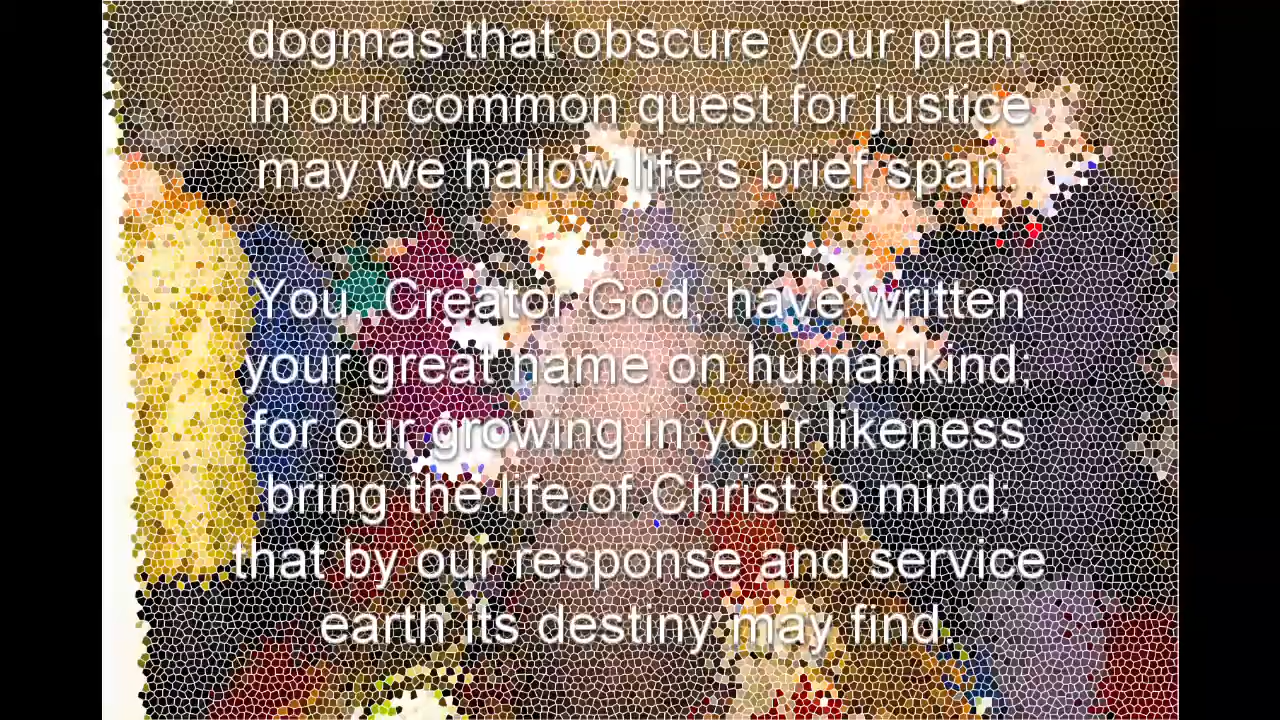 dogmas that obscure your plan.
In our common quest for justice
may we hallow life's brief span.
You, Creator God, have written
your great name on humankind;
for our growing in your likeness
bring the life of Christ to mind;
that by our response and service
earth its destiny may find.